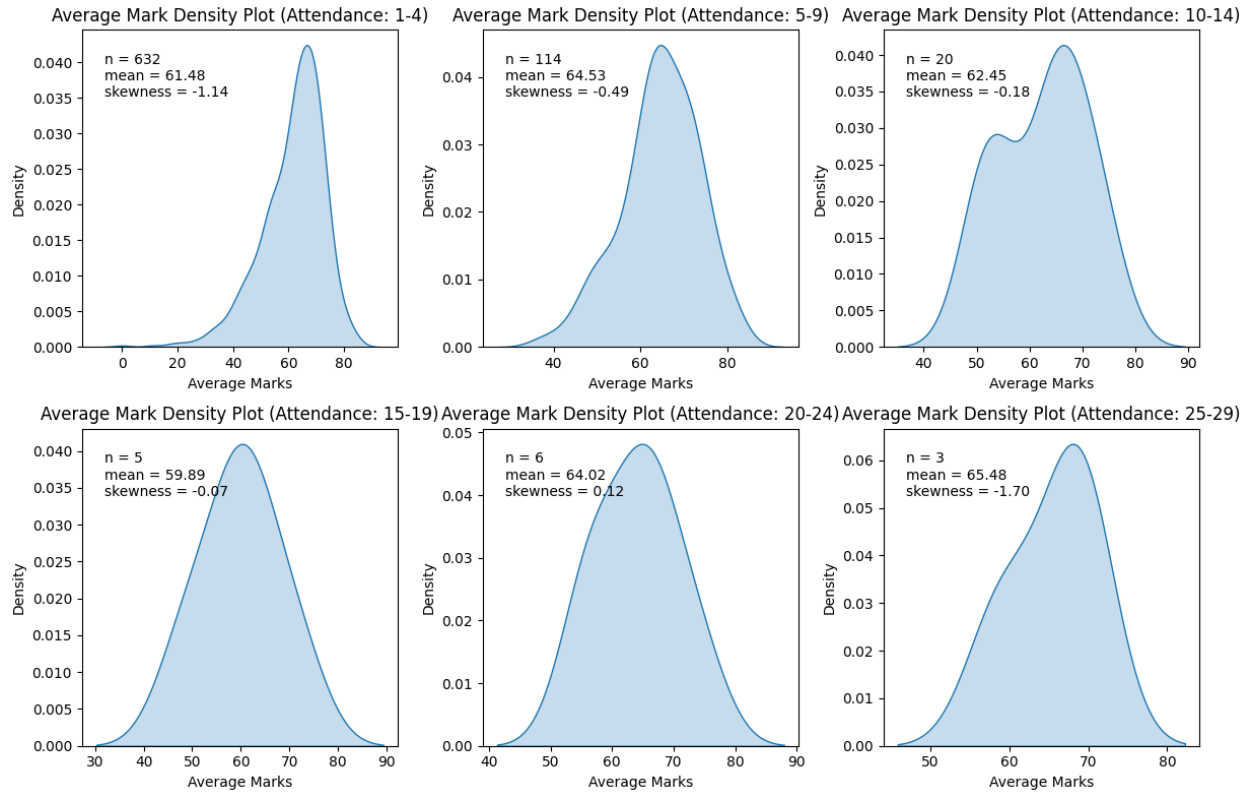 Average Mark Density Plot (Attendance: 1-4)
n = 632
mean = 61.48
skewness = -1.14
0.040
0.035
0.030
0.025
0.020
0.015
0.010
0.005
0.000
Density
0
20
40
60
80
Average Marks
Average Mark Density Plot (Attendance: 5-9)
n = 114
mean = 64.53
skewness = -0.49
0.04
0.03
0.02
0.01
0.00
Density
40
60
80
Average Marks
Average Mark Density Plot (Attendance: 10-14)
n = 20
mean = 62.45
skewness = -0.18
0.040
0.035
0.030
0.025
0.020
0.015
0.010
0.005
0.000
Density
40
50
60
70
80
90
Average Marks
Average Mark Density Plot (Attendance: 15-19)
n = 5
mean = 59.89
skewness = -0.07
0.040
0.035
0.030
0.025
0.020
0.015
0.010
0.005
0.000
Density
30
40
50
60
70
80
90
Average Marks
Average Mark Density Plot (Attendance: 20-24)
n = 6
mean = 64.02
skewness = 0.12
0.05
0.04
0.03
0.02
0.01
0.00
Density
40
50
60
70
80
90
Average Marks
Average Mark Density Plot (Attendance: 25-29)
n = 3
mean = 65.48
skewness = -1.70
0.06
0.05
0.04
0.03
0.02
0.01
0.00
Density
50
60
70
80
Average Marks